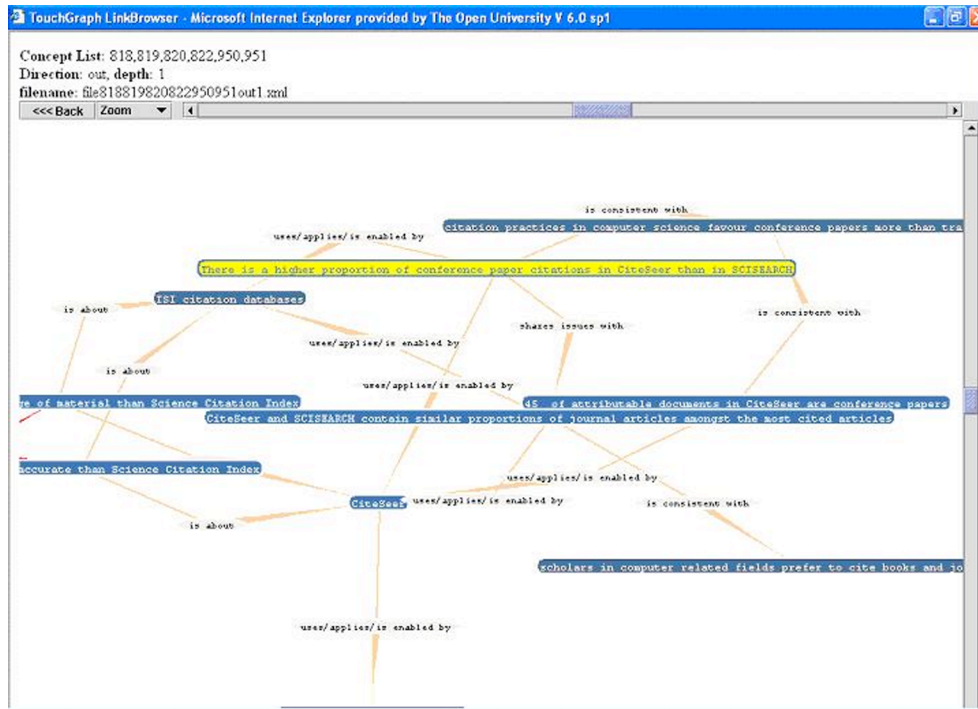 TouchGraph LinkBrowser - Microsoft Internet Explorer provided by The Open University V 6.0 sp1
Concept List: 818,819,820,822,950,951
Direction: out, depth: 1
filename: file818819820822950951out1.xml
<<< Back Zoom
is consistent with
citation practices in computer science favour conference papers more than tra
uses/applies/is enabled by
There is a higher proportion of conference paper citations in CiteSeer than in SCISEARCH
ISI citation databases
is about
is consistent with
shares issues with
uses/applies/is enabled by
is about
uses/applies/is enabled by
ge of material than Science Citation Index
45 of attributable documents in CiteSeer are conference papers
CiteSeer and SCISEARCH contain similar proportions of journal articles amongst the most cited articles
accurate than Science Citation Index
uses/applies/is enabled by
CiteSeer
uses/applies/is enabled by
is consistent with
is about
scholars in computer related fields prefer to cite books and jo
uses/applies/is enabled by